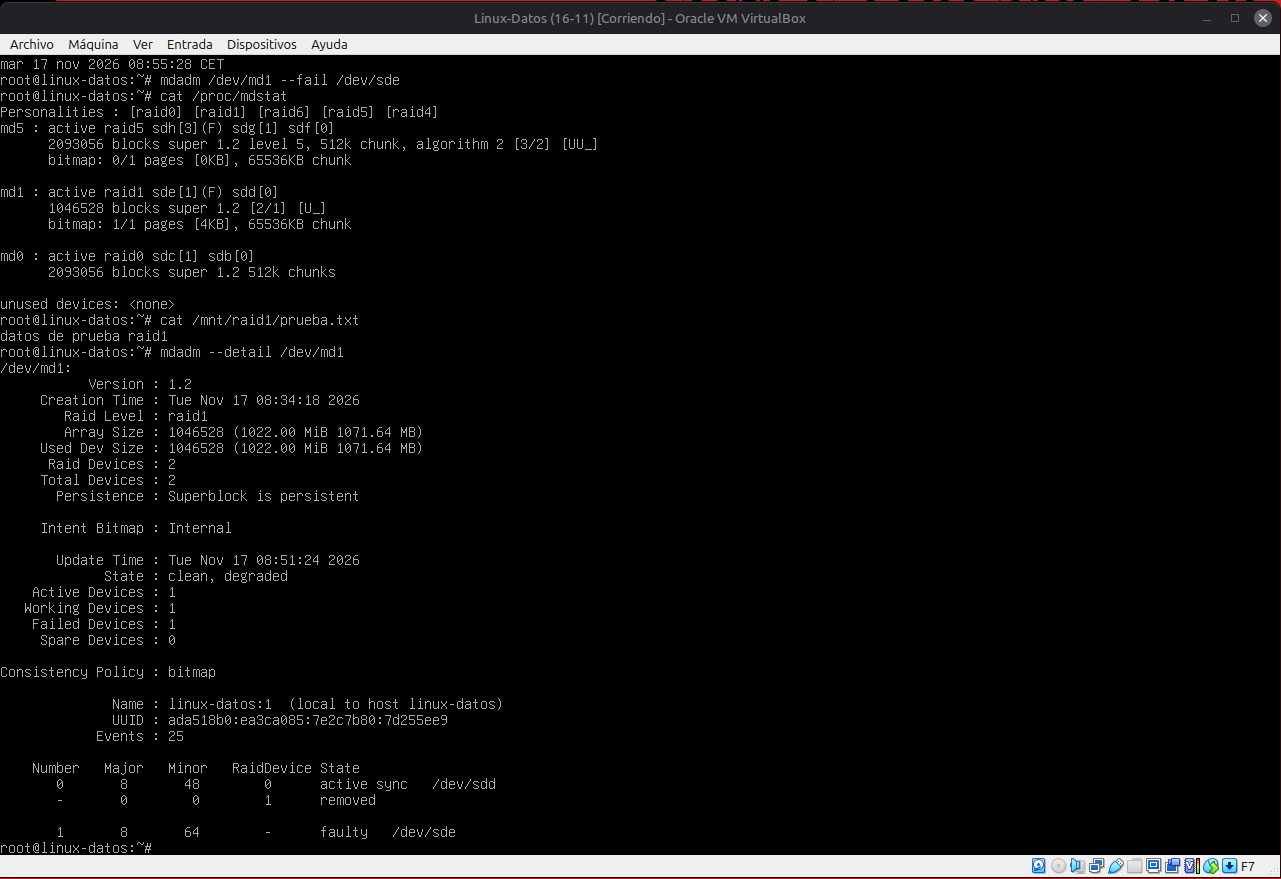 Linux-Datos (16-11) [Corriendo] - Oracle VM VirtualBox
Archivo Máquina Ver Entrada Dispositivos Ayuda
mar 17 nov 2026 08:55:28 CET
root@linux-datos:~# mdadm /dev/md1 --fail /dev/sde
root@linux-datos:~# cat /proc/mdstat
Personalities : [raid0] [raid1] [raid6] [raid5] [raid4]
md5 : active raid5 sdh[3](F) sdg[1] sdf[0]
      2093056 blocks super 1.2 level 5, 512k chunk, algorithm 2 [3/2] [UU_]
      bitmap: 0/1 pages [0KB], 65536KB chunk

md1 : active raid1 sde[1](F) sdd[0]
      1046528 blocks super 1.2 [2/1] [U_]
      bitmap: 1/1 pages [4KB], 65536KB chunk

md0 : active raid0 sdc[1] sdb[0]
      2093056 blocks super 1.2 512k chunks

unused devices: <none>
root@linux-datos:~# cat /mnt/raid1/prueba.txt
datos de prueba raid1
root@linux-datos:~# mdadm --detail /dev/md1
/dev/md1:
           Version : 1.2
     Creation Time : Tue Nov 17 08:34:18 2026
        Raid Level : raid1
        Array Size : 1046528 (1022.00 MiB 1071.64 MB)
     Used Dev Size : 1046528 (1022.00 MiB 1071.64 MB)
      Raid Devices : 2
     Total Devices : 2
       Persistence : Superblock is persistent

     Intent Bitmap : Internal

       Update Time : Tue Nov 17 08:51:24 2026
             State : clean, degraded
    Active Devices : 1
   Working Devices : 1
    Failed Devices : 1
     Spare Devices : 0

Consistency Policy : bitmap

              Name : linux-datos:1  (local to host linux-datos)
              UUID : ada518b0:ea3ca085:7e2c7b80:7d255ee9
            Events : 25

    Number   Major   Minor   RaidDevice State
       0       8       48        0      active sync   /dev/sdd
       -       0        0        1      removed

       1       8       64        -      faulty   /dev/sde
root@linux-datos:~#
F7